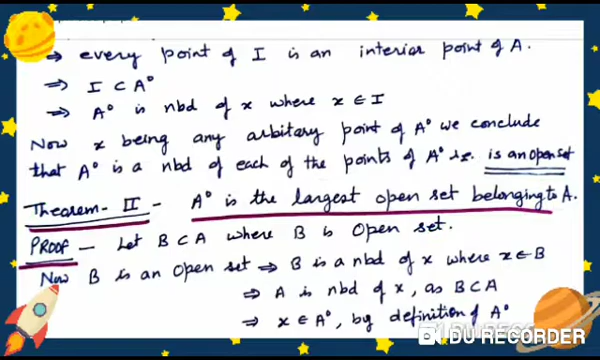 ⇒ every point of I is an interior point of A.
⇒ I ⊂ A°
⇒ A° is nbd of x where x ∈ I
Now x being any arbitary point of A° we conclude
that A° is a nbd of each of the points of A° i.e. is an open set
Theorem-II - A° is the largest open set belonging to A.
PROOF - Let B ⊂ A where B is open set.
Now B is an open set ⇒ B is a nbd of x where x ∈ B
⇒ A is nbd of x, as B ⊂ A
⇒ x ∈ A°, by definition of A°
DU RECORDER